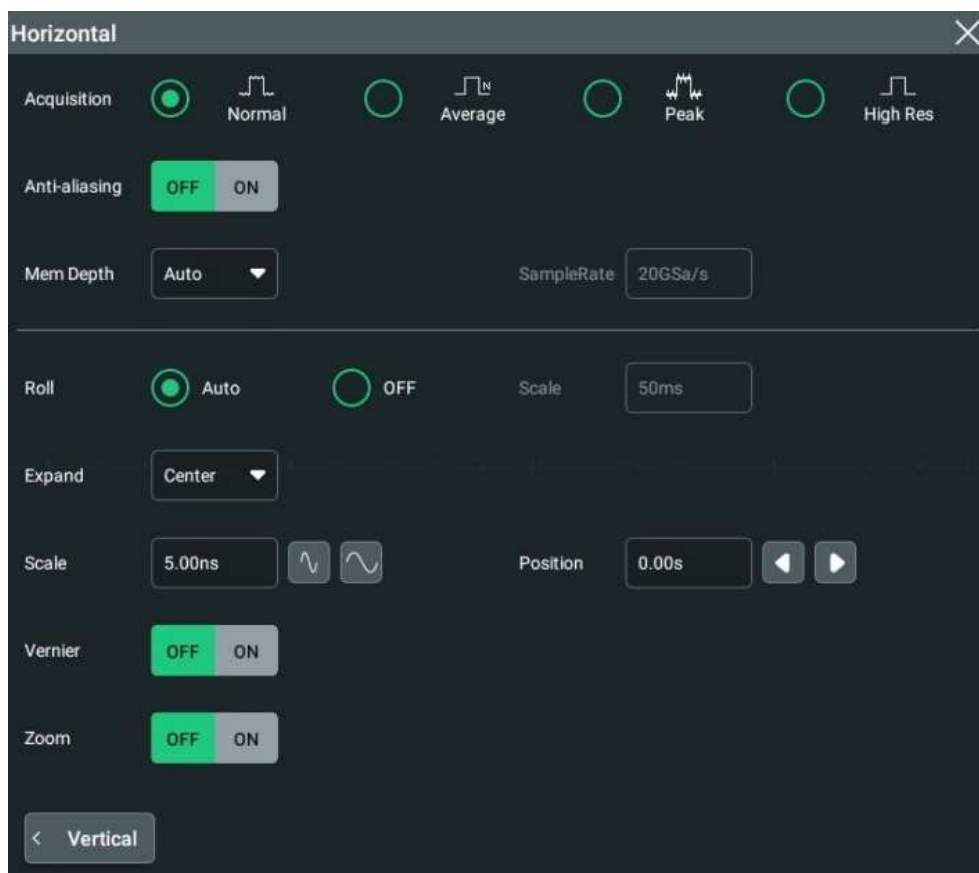 Horizontal
Acquisition Normal N Average Peak High Res
Anti-aliasing OFF ON
Mem Depth Auto SampleRate 20GSa/s
Roll Auto OFF Scale 50ms
Expand Center
Scale 5.00ns Position 0.00s
Vernier OFF ON
Zoom OFF ON
< Vertical